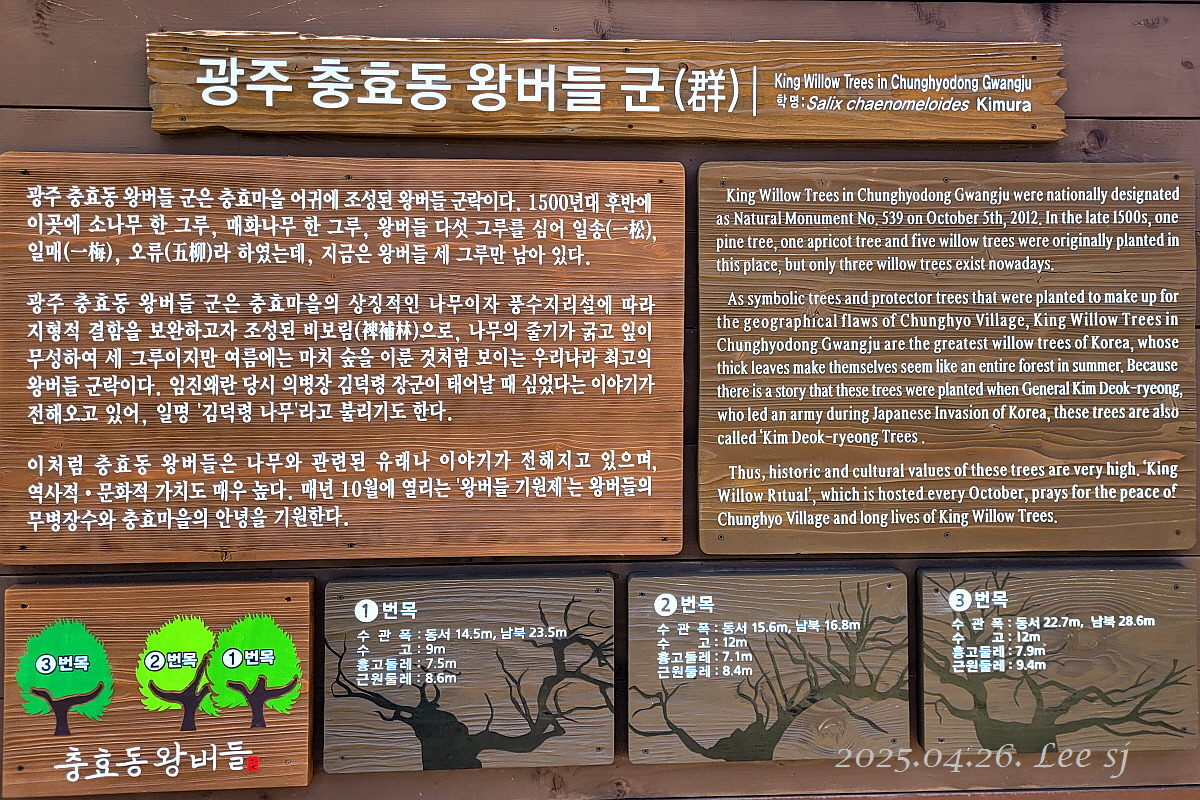 광주 충효동 왕버들 군(群)
King Willow Trees in Chunghyodong Gwangju
학명:Salix chaenomeloides Kimura
광주 충효동 왕버들 군은 충효마을 어귀에 조성된 왕버들 군락이다. 1500년대 후반에
이곳에 소나무 한 그루, 매화나무 한 그루, 왕버들 다섯 그루를 심어 일송(一松),
일매(一梅), 오류(五柳)라 하였는데, 지금은 왕버들 세 그루만 남아 있다.
광주 충효동 왕버들 군은 충효마을의 상징적인 나무이자 풍수지리설에 따라
지형적 결함을 보완하고자 조성된 비보림(裨補林)으로, 나무의 줄기가 굵고 잎이
무성하여 세 그루이지만 여름에는 마치 숲을 이룬 것처럼 보이는 우리나라 최고의
왕버들 군락이다. 임진왜란 당시 의병장 김덕령 장군이 태어날 때 심었다는 이야기가
전해오고 있어, 일명 '김덕령 나무'라고 불리기도 한다.
이처럼 충효동 왕버들은 나무와 관련된 유래나 이야기가 전해지고 있으며,
역사적·문화적 가치도 매우 높다. 매년 10월에 열리는 '왕버들 기원제'는 왕버들의
무병장수와 충효마을의 안녕을 기원한다.
King Willow Trees in Chunghyodong Gwangju were nationally designated
as Natural Monument No. 539 on October 5th, 2012. In the late 1500s, one
pine tree, one apricot tree and five willow trees were originally planted in
this place, but only three willow trees exist nowadays.
As symbolic trees and protector trees that were planted to make up for
the geographical flaws of Chunghyo Village, King Willow Trees in
Chunghyodong Gwangju are the greatest willow trees of Korea, whose
thick leaves make themselves seem like an entire forest in summer. Because
there is a story that these trees were planted when General Kim Deok-ryeong,
who led an army during Japanese Invasion of Korea, these trees are also
called 'Kim Deok-ryeong Trees .
Thus, historic and cultural values of these trees are very high. 'King
Willow Ritual', which is hosted every October, prays for the peace of
Chunghyo Village and long lives of King Willow Trees.
③번목
②번목
①번목
충효동 왕버들
① 번목
수 관 폭 : 동서 14.5m, 남북 23.5m
수 고 : 9m
흉고둘레 : 7.5m
근원둘레 : 8.6m
② 번목
수 관 폭 : 동서 15.6m, 남북 16.8m
수 고 : 12m
흉고둘레 : 7.1m
근원둘레 : 8.4m
③ 번목
수 관 폭 : 동서 22.7m, 남북 28.6m
수 고 : 12m
흉고둘레 : 7.9m
근원둘레 : 9.4m
2025.04.26. Lee sj